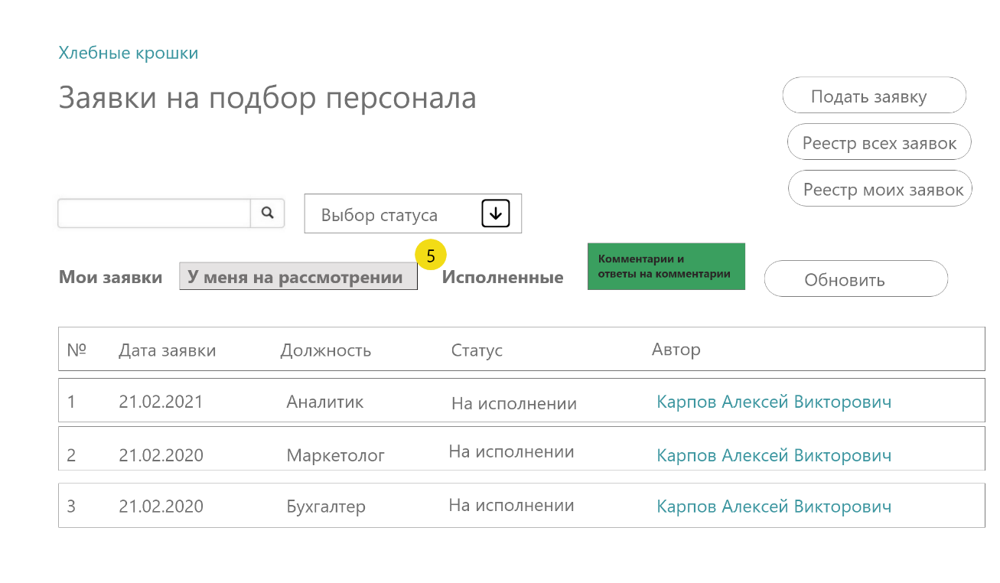 Хлебные крошки
Заявки на подбор персонала
Подать заявку
Реестр всех заявок
Реестр моих заявок
Выбор статуса
5
Мои заявки
У меня на рассмотрении
Исполненные
Комментарии и
ответы на комментарии
Обновить
№ Дата заявки Должность Статус Автор
1 21.02.2021 Аналитик На исполнении Карпов Алексей Викторович
2 21.02.2020 Маркетолог На исполнении Карпов Алексей Викторович
3 21.02.2020 Бухгалтер На исполнении Карпов Алексей Викторович